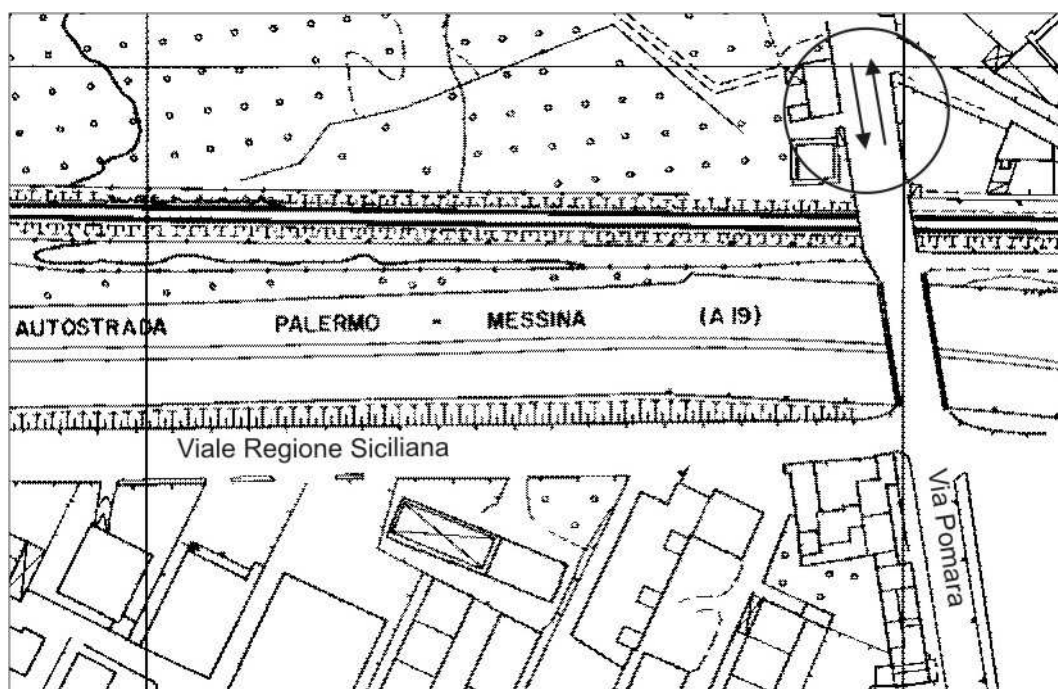 AUTOSTRADA PALERMO - MESSINA (A 19)
Viale Regione Siciliana
Via Pomara